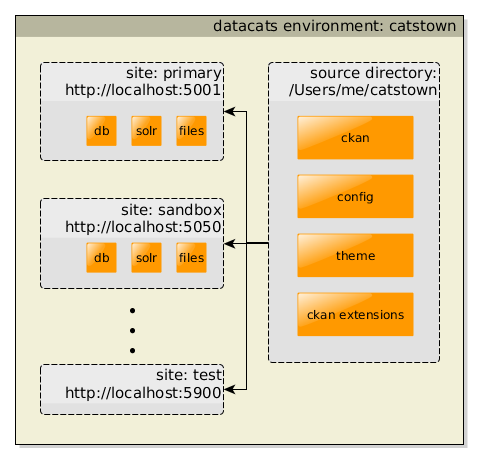 datacats environment: catstown
site: primary
http://localhost:5001
db
solr
files
site: sandbox
http://localhost:5050
db
solr
files
site: test
http://localhost:5900
source directory:
/Users/me/catstown
ckan
config
theme
ckan extensions